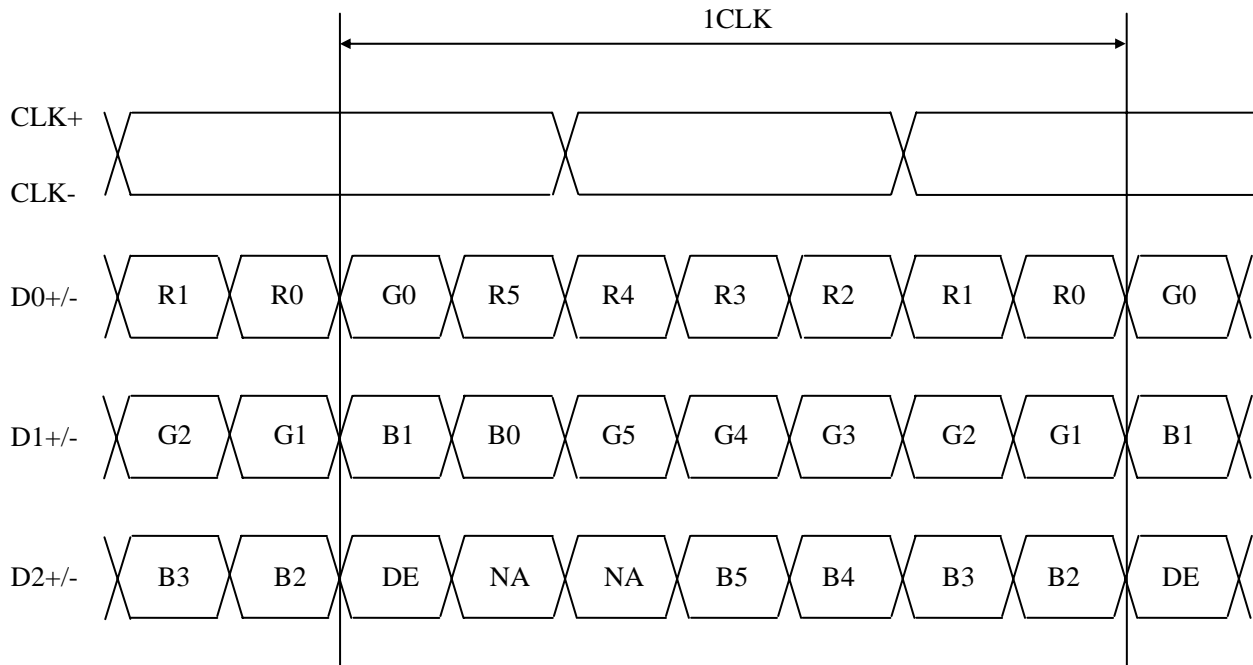 1CLK
CLK+
CLK-
D0+/- R1 R0 G0 R5 R4 R3 R2 R1 R0 G0
D1+/- G2 G1 B1 B0 G5 G4 G3 G2 G1 B1
D2+/- B3 B2 DE NA NA B5 B4 B3 B2 DE